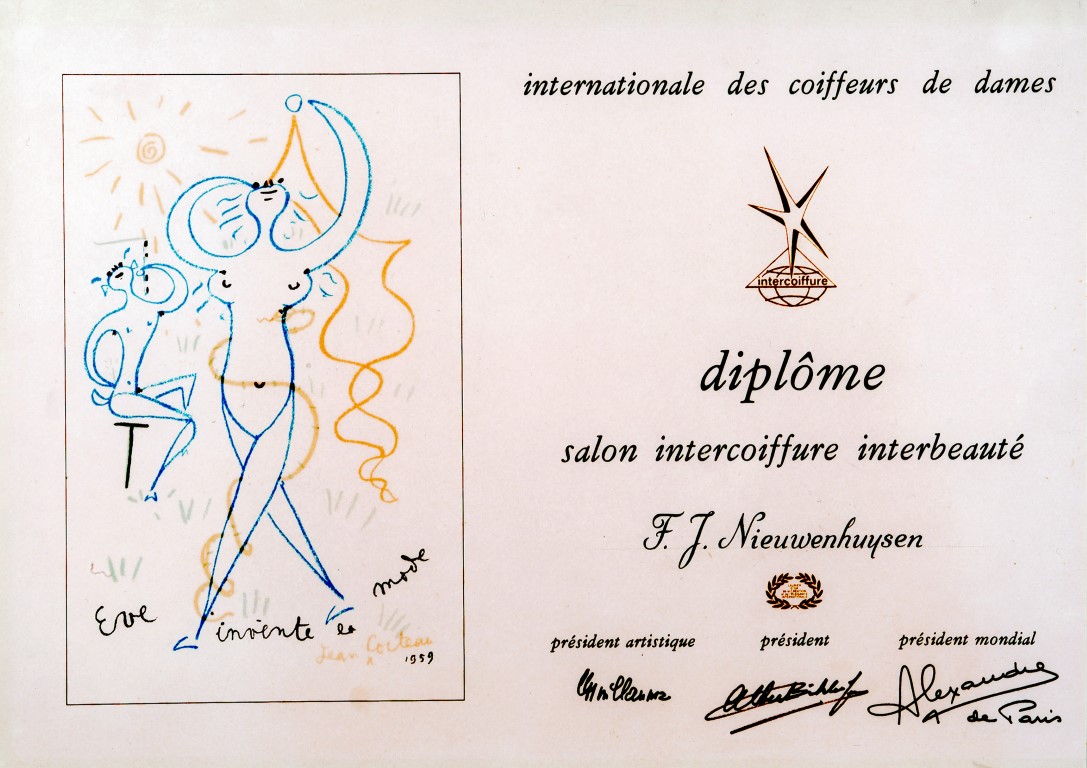 internationale des coiffeurs de dames
intercoiffure
diplôme
salon intercoiffure interbeauté
F. J. Nieuwenhuysen
président artistique
président
président mondial
Alexandre
de Paris
Eve
invente la
mode
Jean Cocteau
1959